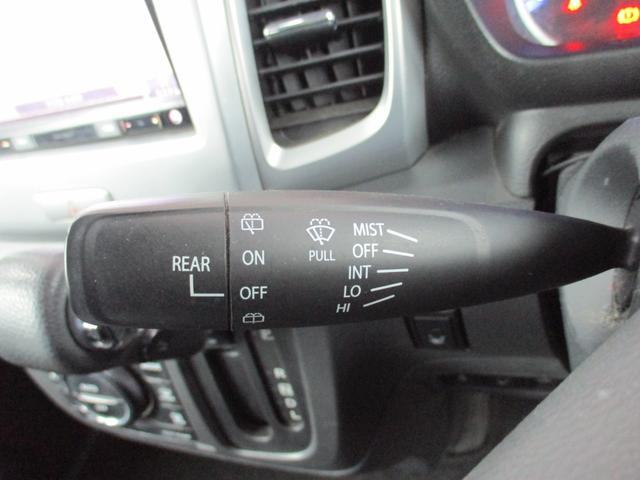 REAR
ON
OFF
PULL
MIST
OFF
INT
LO
HI